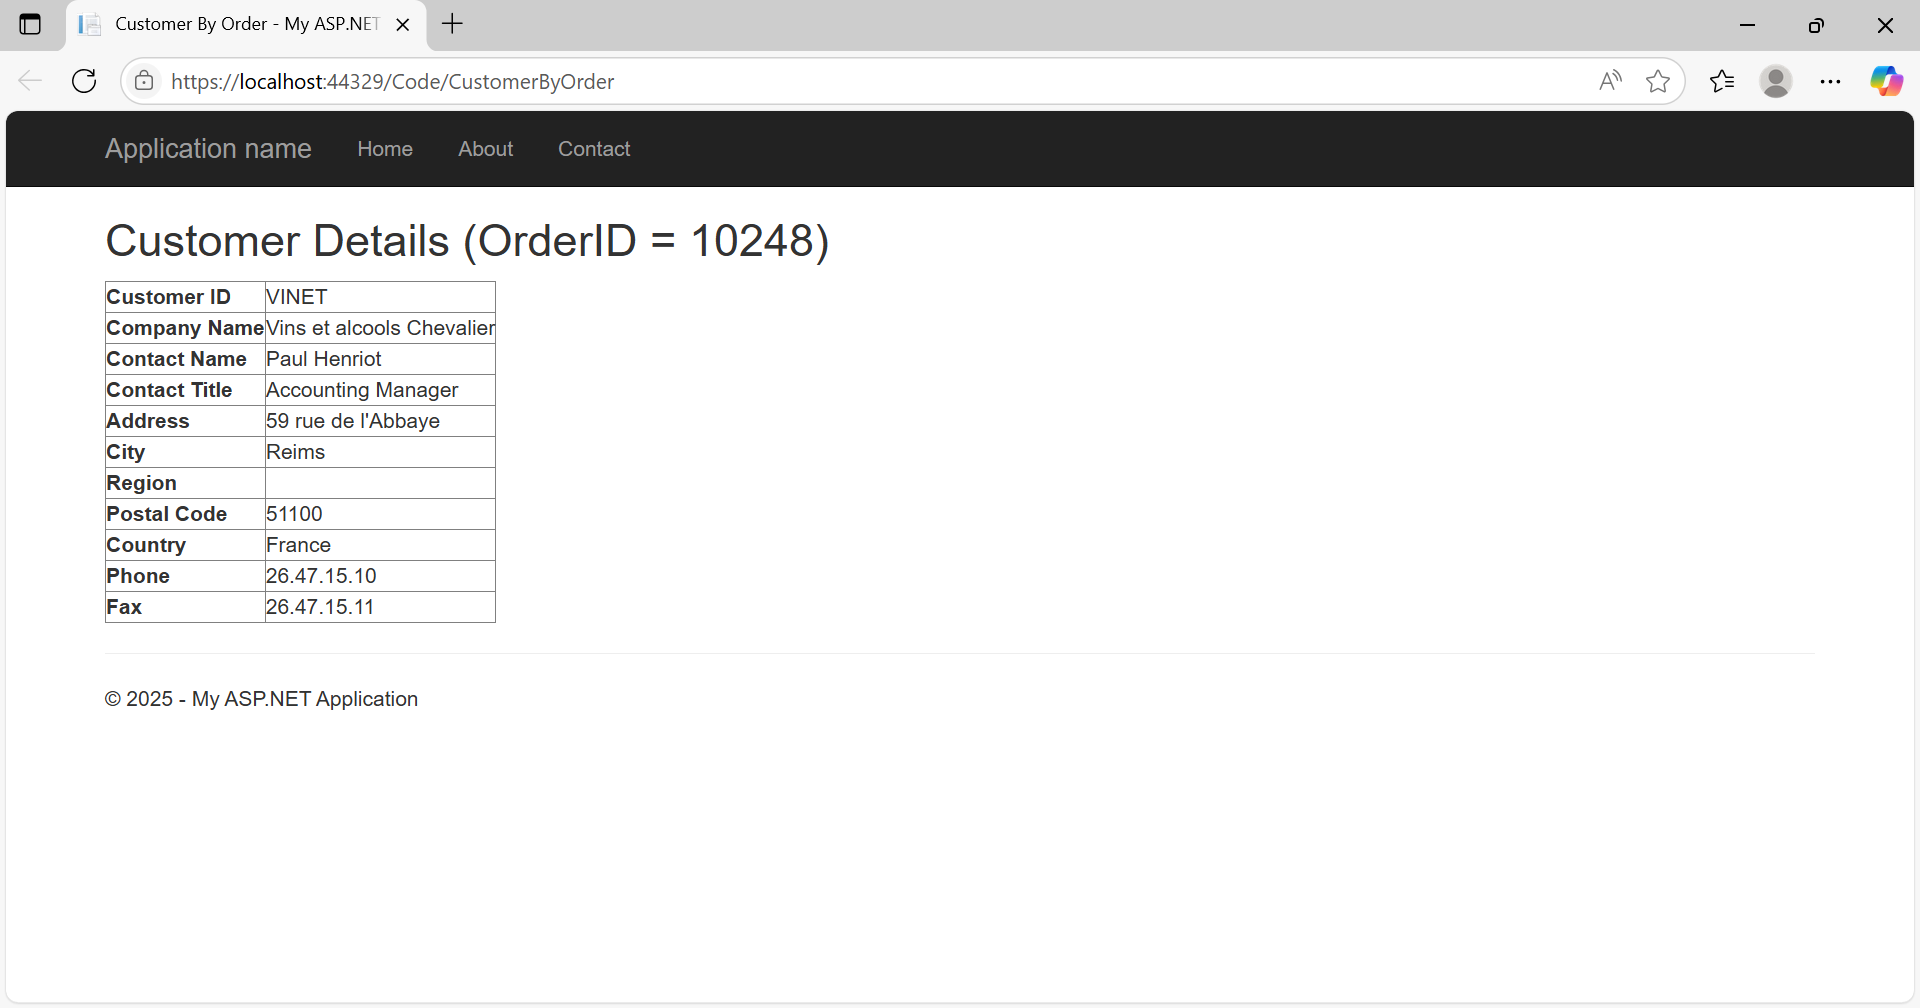 Customer By Order - My ASP.NET
https://localhost:44329/Code/CustomerByOrder
Application name Home About Contact
Customer Details (OrderID = 10248)
Customer ID VINET
Company Name Vins et alcools Chevalier
Contact Name Paul Henriot
Contact Title Accounting Manager
Address 59 rue de l'Abbaye
City Reims
Region
Postal Code 51100
Country France
Phone 26.47.15.10
Fax 26.47.15.11
© 2025 - My ASP.NET Application